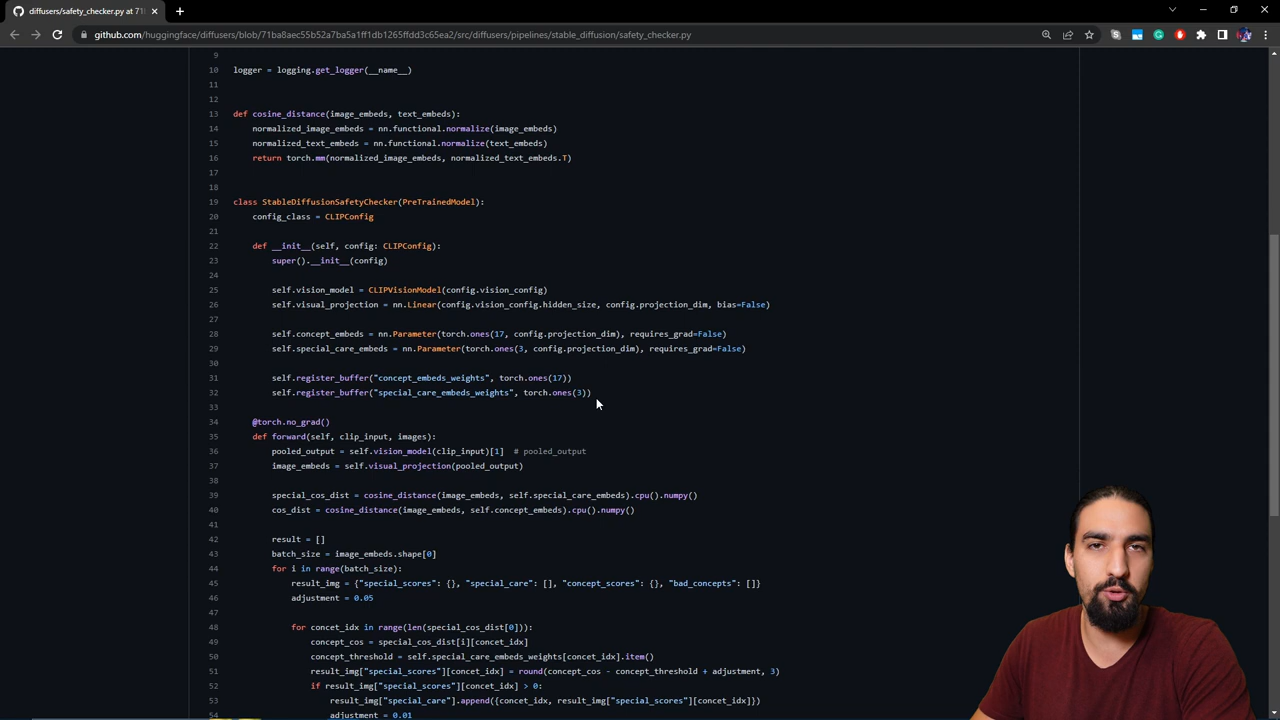 diffusers/safety_checker.py at 71
github.com/huggingface/diffusers/blob/71ba8aec55b52a7ba5a1ff1db1265ffdd3c65ea2/src/diffusers/pipelines/stable_diffusion/safety_checker.py
9
10 logger = logging.get_logger(__name__)
11
12
13 def cosine_distance(image_embeds, text_embeds):
14 normalized_image_embeds = nn.functional.normalize(image_embeds)
15 normalized_text_embeds = nn.functional.normalize(text_embeds)
16 return torch.mm(normalized_image_embeds, normalized_text_embeds.T)
17
18
19 class StableDiffusionSafetyChecker(PreTrainedModel):
20 config_class = CLIPConfig
21
22 def __init__(self, config: CLIPConfig):
23 super().__init__(config)
24
25 self.vision_model = CLIPVisionModel(config.vision_config)
26 self.visual_projection = nn.Linear(config.vision_config.hidden_size, config.projection_dim, bias=False)
27
28 self.concept_embeds = nn.Parameter(torch.ones(17, config.projection_dim), requires_grad=False)
29 self.special_care_embeds = nn.Parameter(torch.ones(3, config.projection_dim), requires_grad=False)
30
31 self.register_buffer("concept_embeds_weights", torch.ones(17))
32 self.register_buffer("special_care_embeds_weights", torch.ones(3))
33
34 @torch.no_grad()
35 def forward(self, clip_input, images):
36 pooled_output = self.vision_model(clip_input)[1] # pooled_output
37 image_embeds = self.visual_projection(pooled_output)
38
39 special_cos_dist = cosine_distance(image_embeds, self.special_care_embeds).cpu().numpy()
40 cos_dist = cosine_distance(image_embeds, self.concept_embeds).cpu().numpy()
41
42 result = []
43 batch_size = image_embeds.shape[0]
44 for i in range(batch_size):
45 result_img = {"special_scores": {}, "special_care": [], "concept_scores": {}, "bad_concepts": []}
46 adjustment = 0.05
47
48 for concet_idx in range(len(special_cos_dist[0])):
49 concept_cos = special_cos_dist[i][concet_idx]
50 concept_threshold = self.special_care_embeds_weights[concet_idx].item()
51 result_img["special_scores"][concet_idx] = round(concept_cos - concept_threshold + adjustment, 3)
52 if result_img["special_scores"][concet_idx] > 0:
53 result_img["special_care"].append({concet_idx, result_img["special_scores"][concet_idx]})
54 adjustment = 0.01